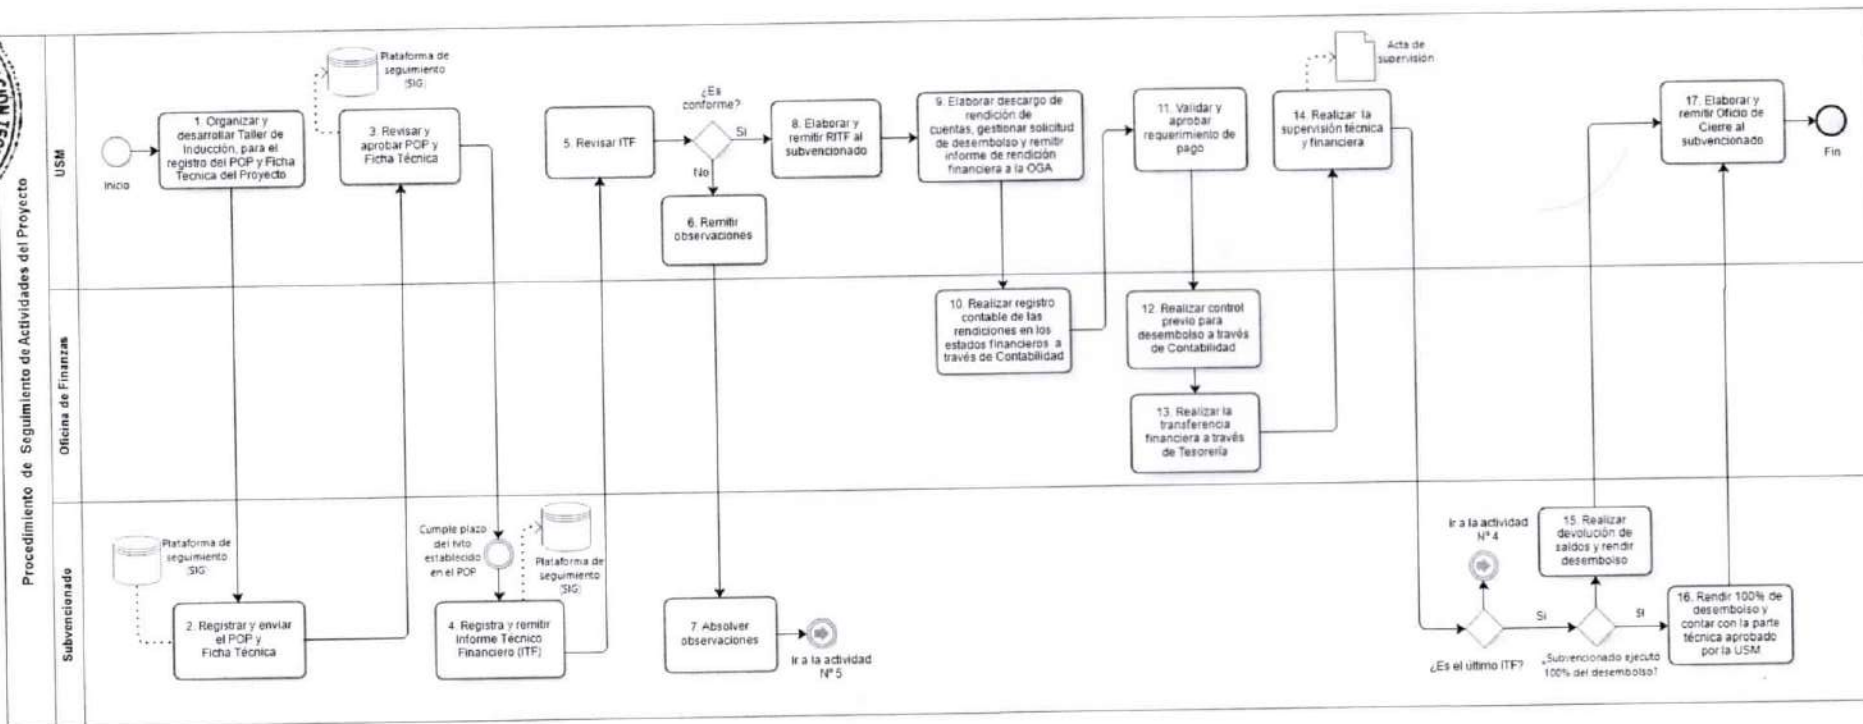 Procedimiento de Seguimiento de Actividades del Proyecto
USM
Inicio
1. Organizar y
desarrollar Taller de
Inducción, para el
registro del POP y Ficha
Tecnica del Proyecto
Plataforma de
seguimiento
(SIG)
3. Revisar y
aprobar POP y
Ficha Técnica
5. Revisar ITF
¿Es
conforme?
Si
No
6. Remitir
observaciones
8. Elaborar y
remitir RITF al
subvencionado
9. Elaborar descargo de
rendición de
cuentas, gestionar solicitud
de desembolso y remitir
informe de rendición
financiera a la OGA
11. Validar y
aprobar
requerimiento de
pago
Acta de
supervisión
14. Realizar la
supervisión técnica
y financiera
17. Elaborar y
remitir Oficio de
Cierre al
subvencionado
Fin
Oficina de Finanzas
10. Realizar registro
contable de las
rendiciones en los
estados financieros a
través de Contabilidad
12. Realizar control
previo para
desembolso a través
de Contabilidad
13. Realizar la
transferencia
financiera a través
de Tesorería
Subvencionado
Plataforma de
seguimiento
(SIG)
2. Registrar y enviar
el POP y
Ficha Técnica
Cumple plazo
del hito
establecido
en el POP
Plataforma de
seguimiento
(SIG)
4. Registra y remitir
Informe Técnico
Financiero (ITF)
7. Absolver
observaciones
Ir a la actividad
N° 5
Ir a la actividad
N° 4
¿Es el último ITF?
Si
15. Realizar
devolución de
saldos y rendir
desembolso
¿Subvencionado ejecutó
100% del desembolso?
SI
16. Rendir 100% de
desembolso y
contar con la parte
técnica aprobado
por la USM